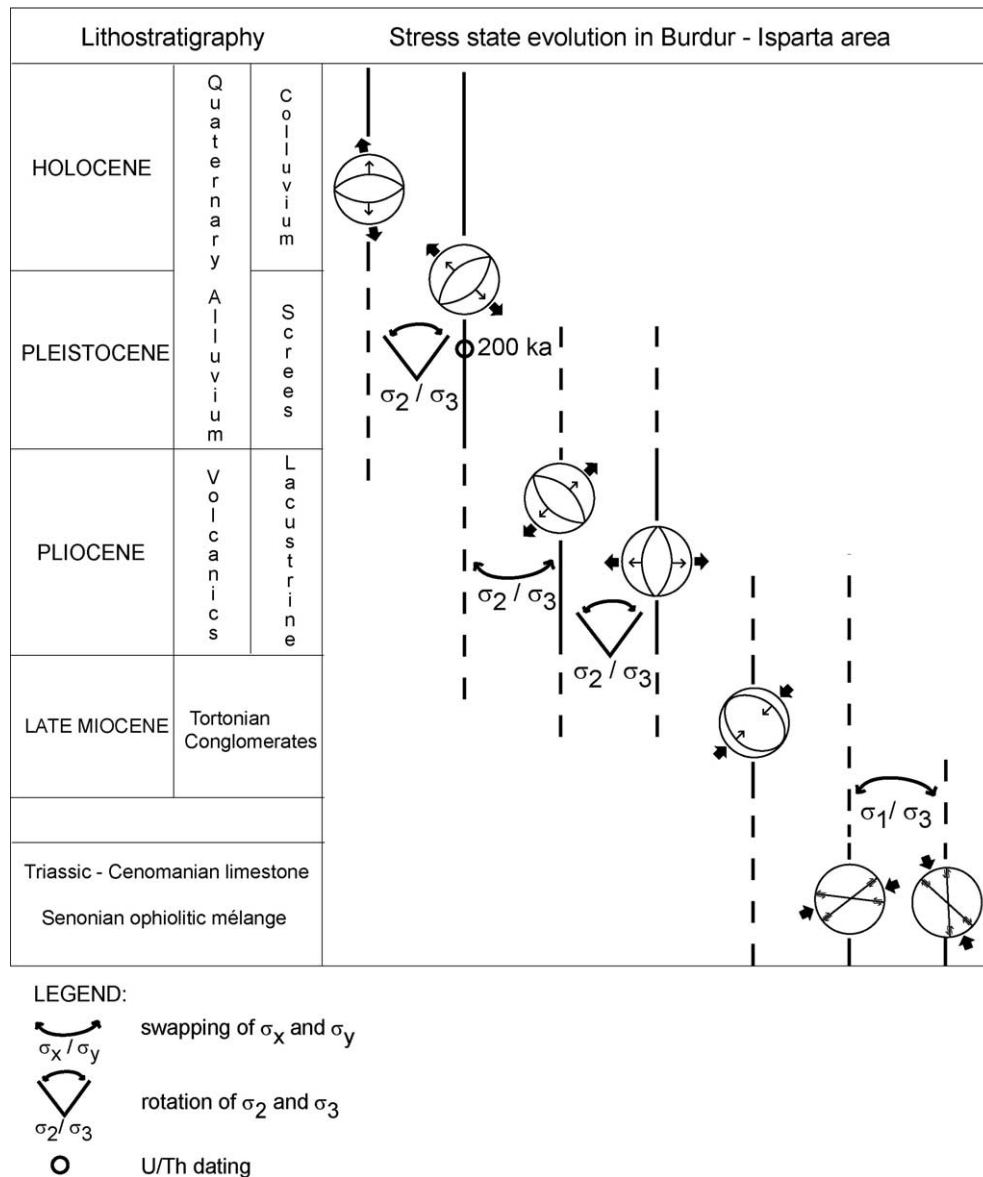 Lithostratigraphy
Stress state evolution in Burdur - Isparta area
HOLOCENE
Quaternary Alluvium
Colluvium
PLEISTOCENE
Screes
200 ka
σ2 / σ3
PLIOCENE
Volcanics
Lacustrine
σ2 / σ3
σ2 / σ3
LATE MIOCENE
Tortonian
Conglomerates
σ1 / σ3
Triassic - Cenomanian limestone
Senonian ophiolitic mélange
LEGEND:
σx / σy
swapping of σx and σy
σ2 / σ3
rotation of σ2 and σ3
U/Th dating